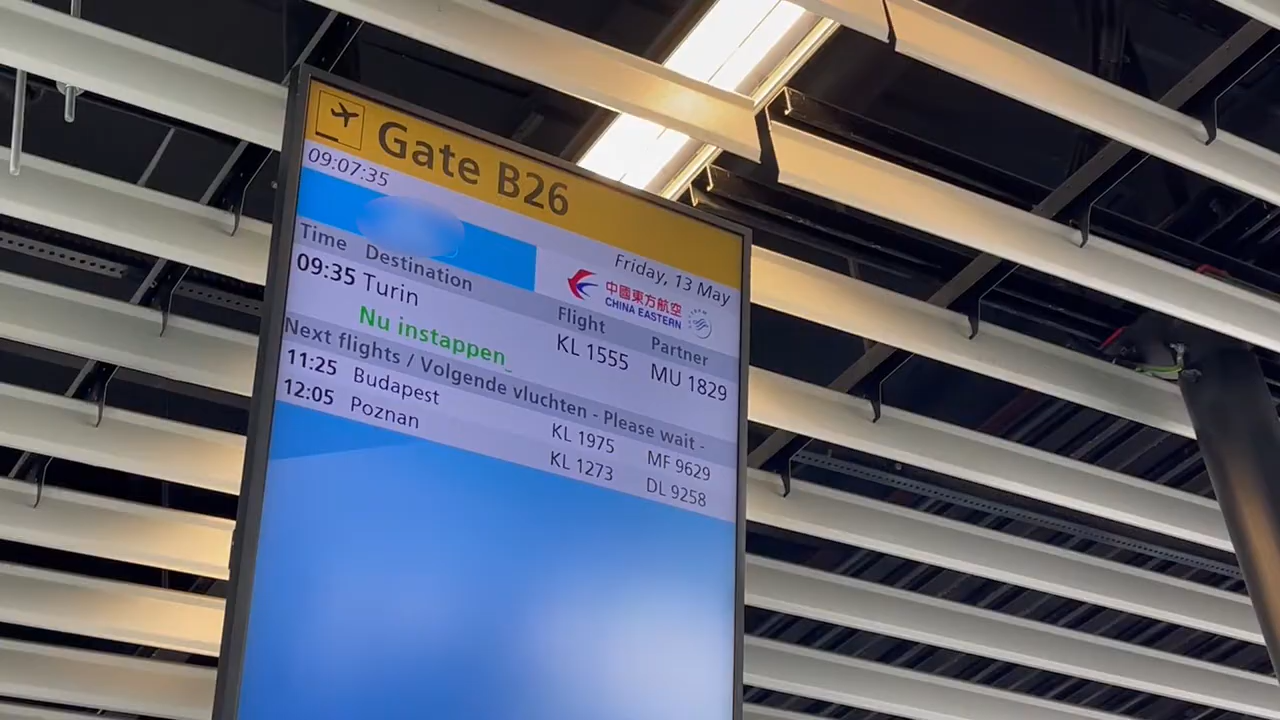 Gate B26
09:07:35
Friday, 13 May
中國東方航空
CHINA EASTERN
Time Destination Flight Partner
09:35 Turin KL 1555 MU 1829
Nu instappen
Next flights / Volgende vluchten - Please wait -
11:25 Budapest KL 1975 MF 9629
12:05 Poznan KL 1273 DL 9258